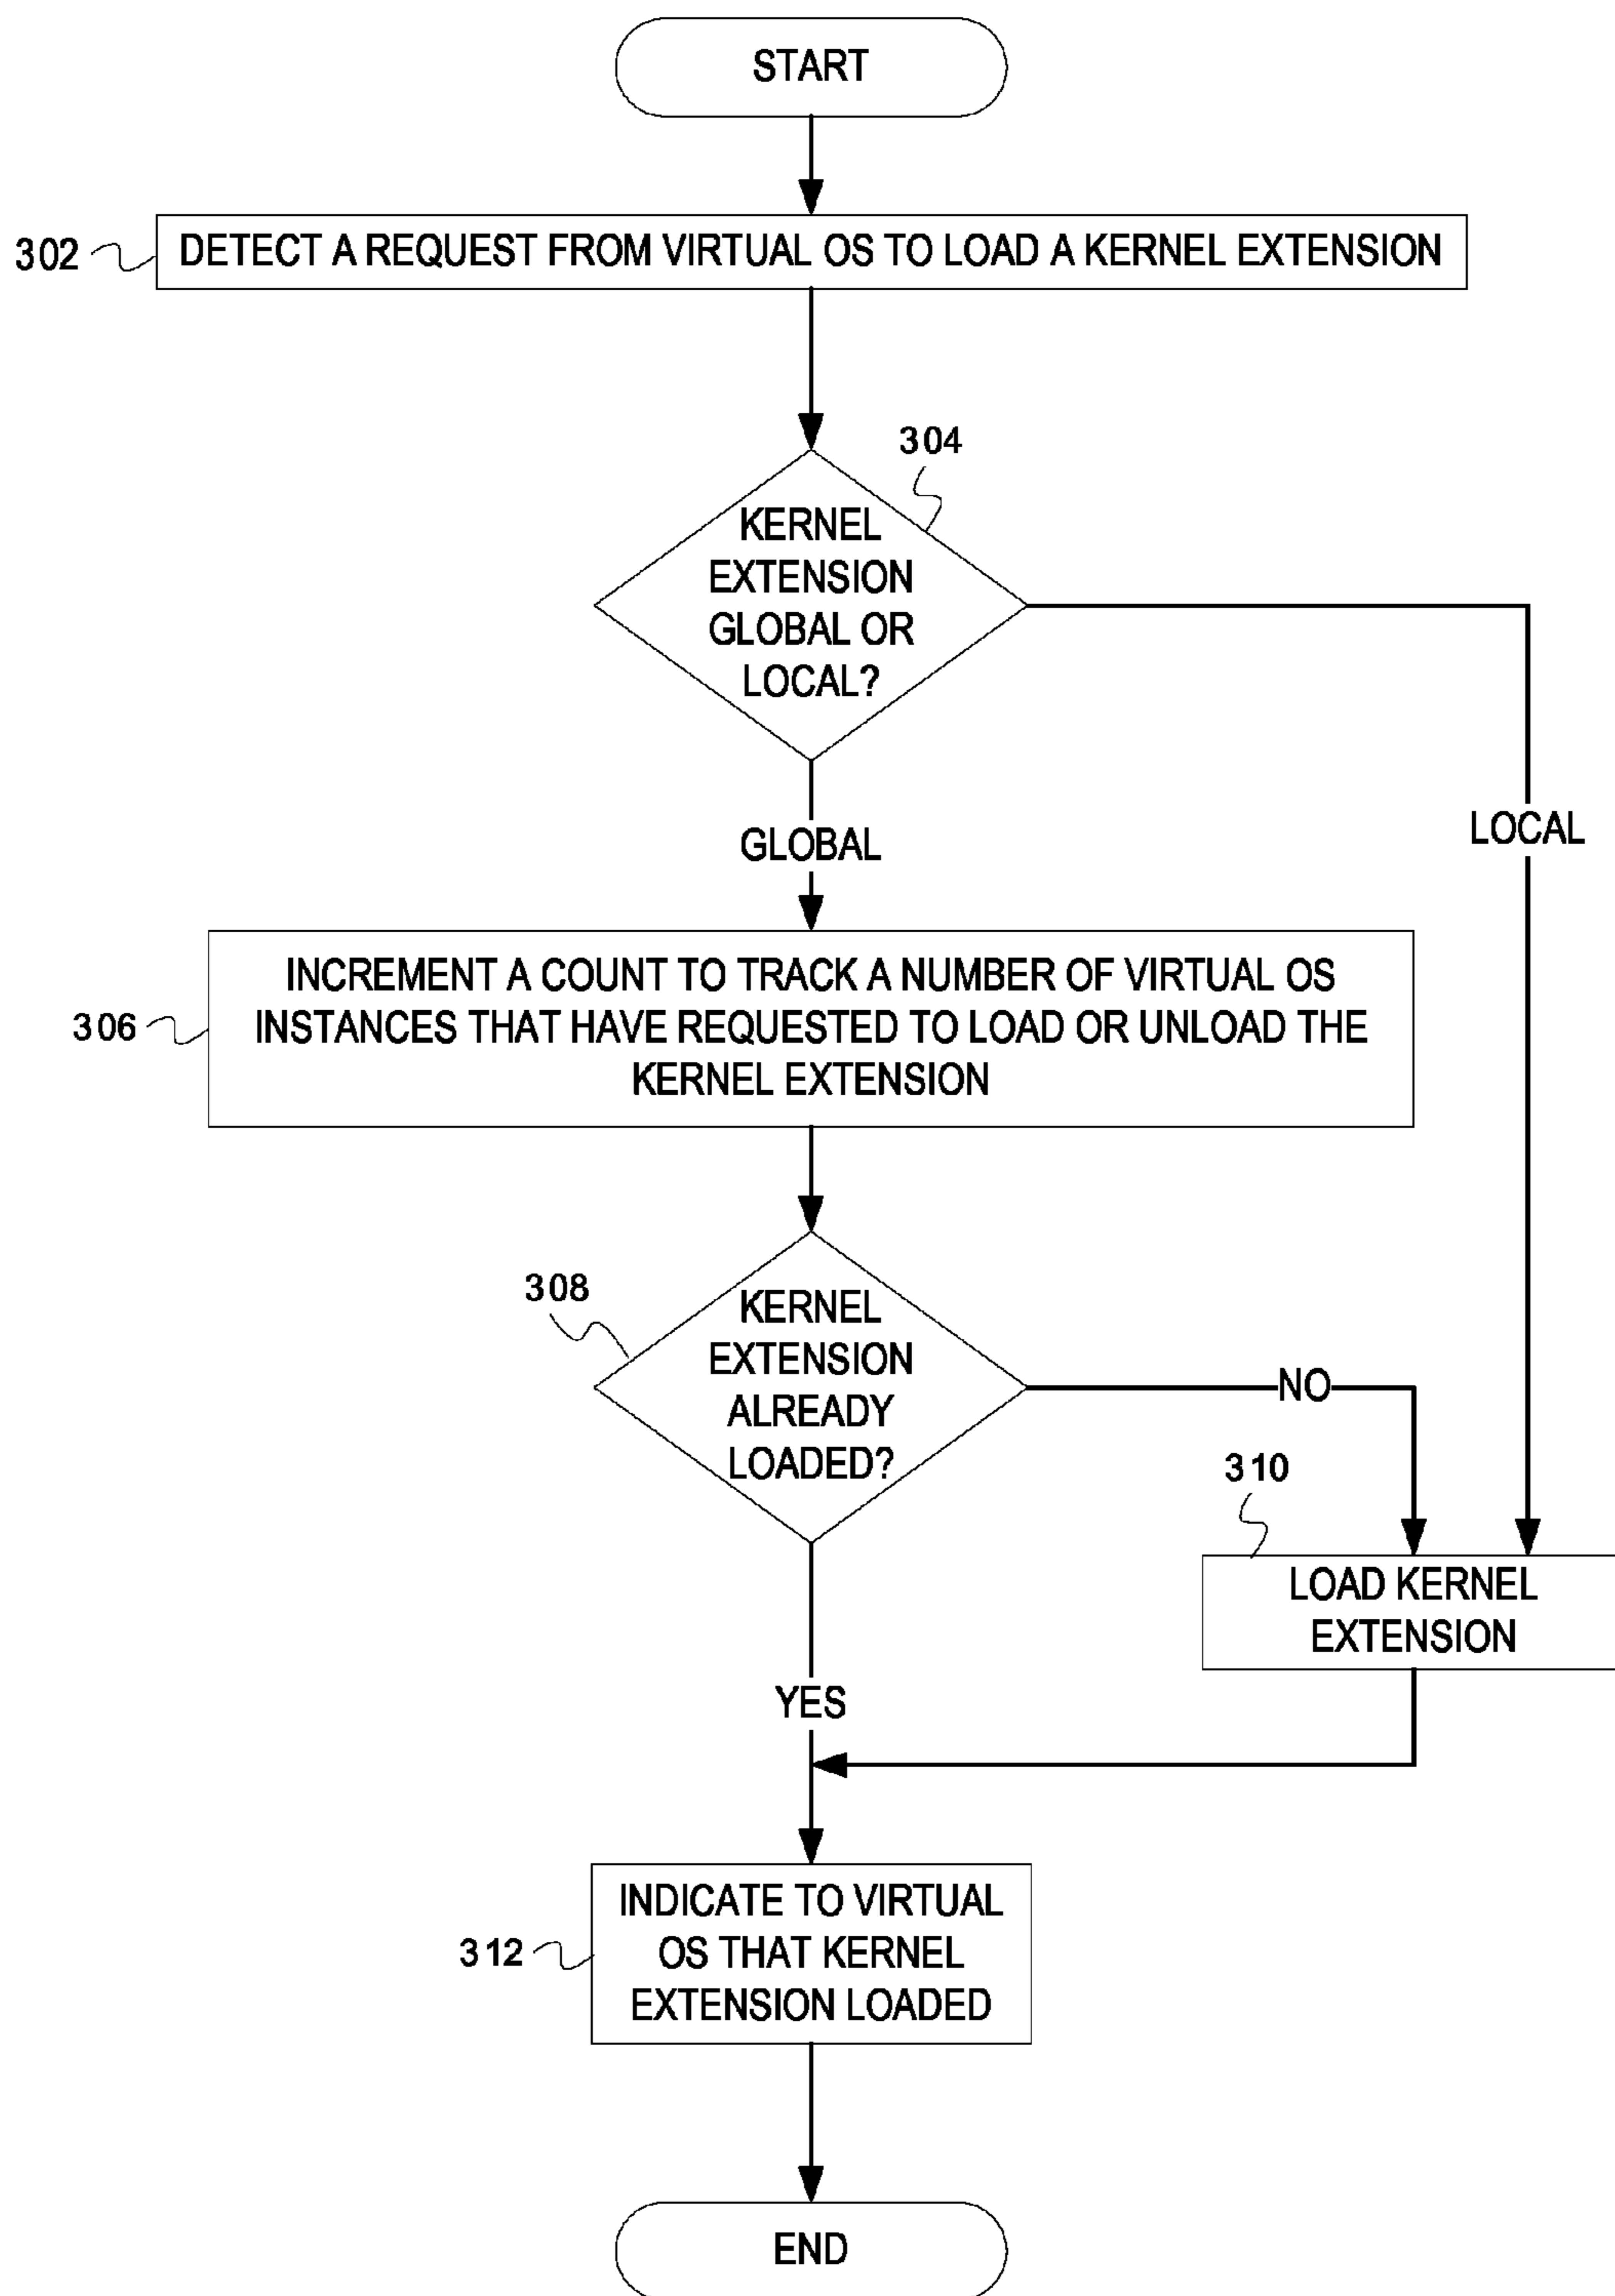 START
302
DETECT A REQUEST FROM VIRTUAL OS TO LOAD A KERNEL EXTENSION
304
KERNEL
EXTENSION
GLOBAL OR
LOCAL?
GLOBAL
LOCAL
306
INCREMENT A COUNT TO TRACK A NUMBER OF VIRTUAL OS
INSTANCES THAT HAVE REQUESTED TO LOAD OR UNLOAD THE
KERNEL EXTENSION
308
KERNEL
EXTENSION
ALREADY
LOADED?
NO
310
LOAD KERNEL
EXTENSION
YES
312
INDICATE TO VIRTUAL
OS THAT KERNEL
EXTENSION LOADED
END